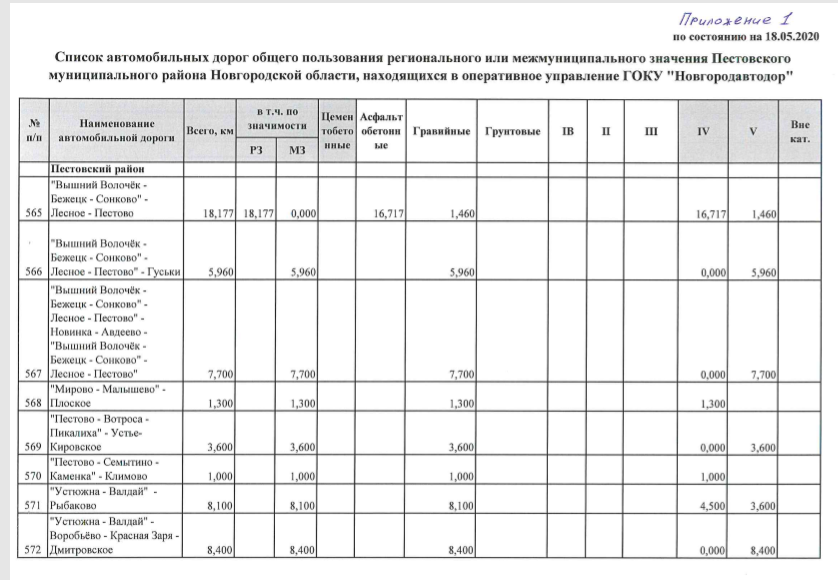 Приложение 1
по состоянию на 18.05.2020
Список автомобильных дорог общего пользования регионального или межмуниципального значения Пестовского
муниципального района Новгородской области, находящихся в оперативное управление ГОКУ "Новгородавтодор"
№ п/п Наименование автомобильной дороги Всего, км в т.ч. по значимости РЗ МЗ Цемен тобето нные Асфальт обетонн ые Гравийные Грунтовые IВ II III IV V Вне кат.
Пестовский район
"Вышний Волочёк -
Бежецк - Сонково" -
565 Лесное - Пестово 18,177 18,177 0,000 16,717 1,460 16,717 1,460
"Вышний Волочёк -
Бежецк - Сонково" -
566 Лесное - Пестово" - Гуськи 5,960 5,960 5,960 0,000 5,960
"Вышний Волочёк -
Бежецк - Сонково" -
Лесное - Пестово" -
Новинка - Авдеево -
"Вышний Волочёк -
Бежецк - Сонково" -
567 Лесное - Пестово" 7,700 7,700 7,700 0,000 7,700
"Мирово - Малышево" -
568 Плоское 1,300 1,300 1,300 1,300
"Пестово - Вотроса -
Пикалиха" - Устье-
569 Кировское 3,600 3,600 3,600 0,000 3,600
"Пестово - Семытино -
570 Каменка" - Климово 1,000 1,000 1,000 1,000
"Устюжна - Валдай" -
571 Рыбаково 8,100 8,100 8,100 4,500 3,600
"Устюжна - Валдай" -
Воробьёво - Красная Заря -
572 Дмитровское 8,400 8,400 8,400 0,000 8,400